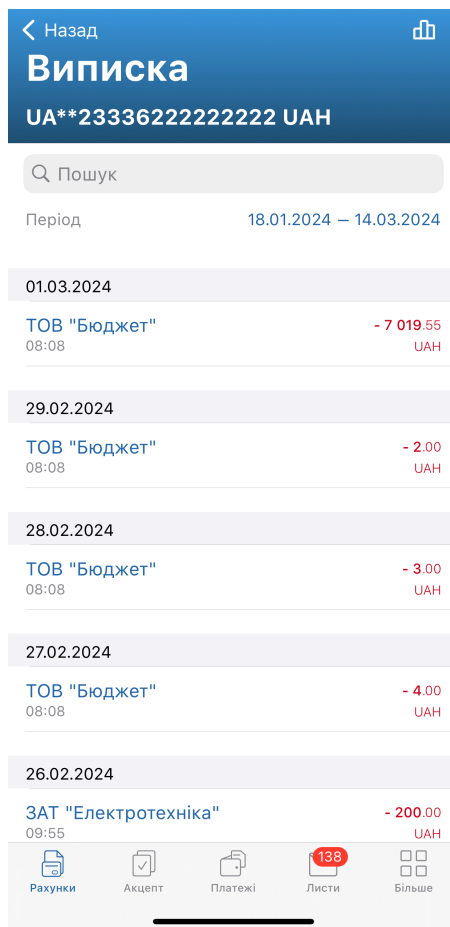 Назад
Виписка
UA**23336222222222 UAH
Пошук
Період 18.01.2024 — 14.03.2024
01.03.2024
ТОВ "Бюджет" - 7 019.55
08:08 UAH
29.02.2024
ТОВ "Бюджет" - 2.00
08:08 UAH
28.02.2024
ТОВ "Бюджет" - 3.00
08:08 UAH
27.02.2024
ТОВ "Бюджет" - 4.00
08:08 UAH
26.02.2024
ЗАТ "Електротехніка" - 200.00
09:55 UAH
138
Рахунки Акцепт Платежі Листи Більше